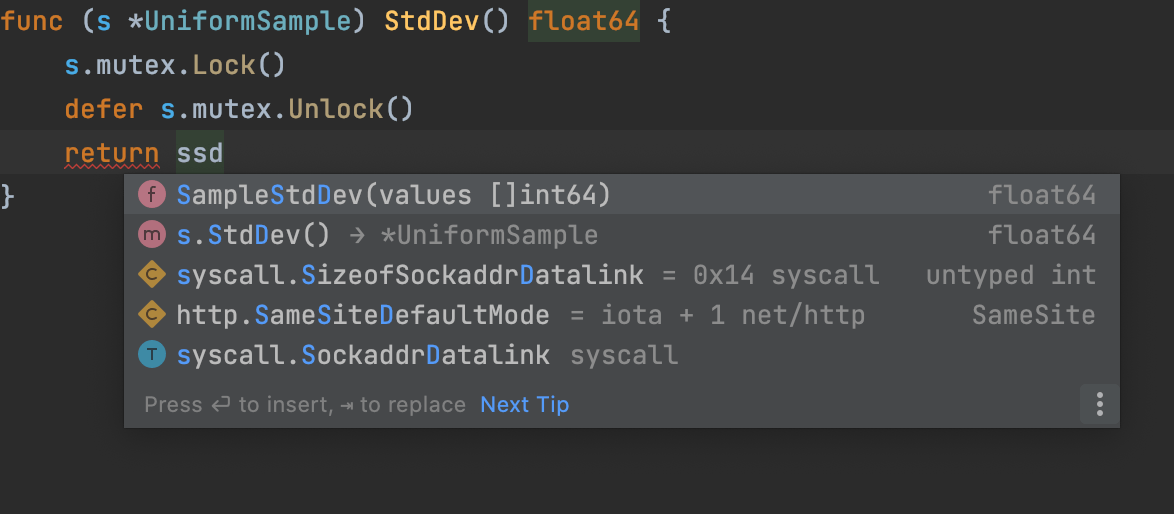 func (s *UniformSample) StdDev() float64 {
s.mutex.Lock()
defer s.mutex.Unlock()
return ssd
}
f SampleStdDev(values []int64) float64
m s.StdDev() → *UniformSample float64
C syscall.SizeofSockaddrDatalink = 0x14 syscall untyped int
C http.SameSiteDefaultMode = iota + 1 net/http SameSite
T syscall.SockaddrDatalink syscall
Press ↩ to insert, ⇥ to replace Next Tip